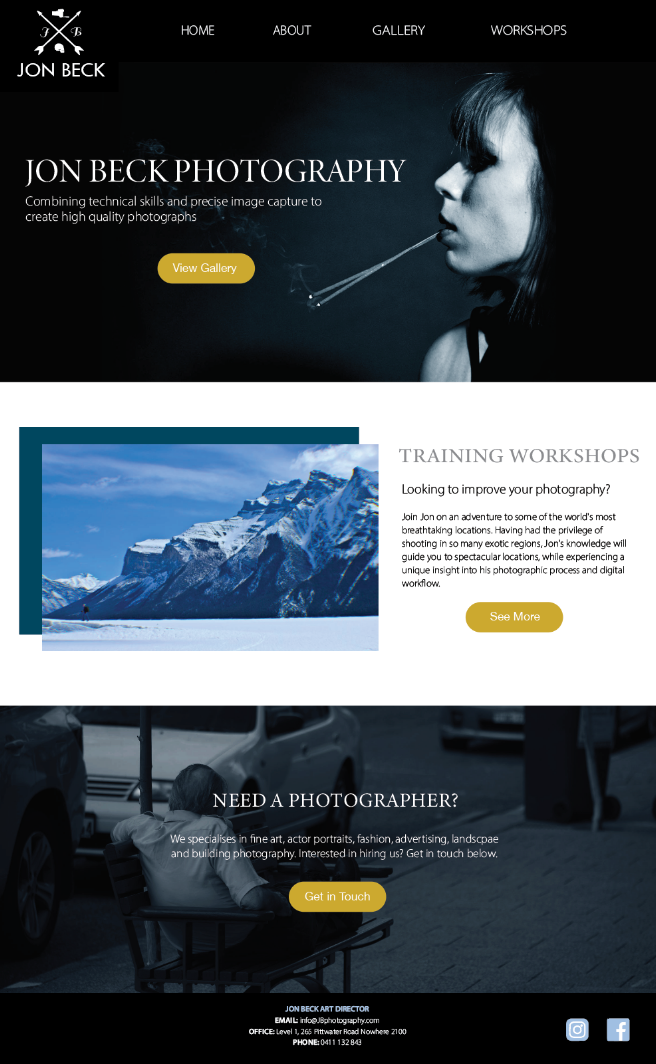 J B
JON BECK
HOME ABOUT GALLERY WORKSHOPS
JON BECK PHOTOGRAPHY
Combining technical skills and precise image capture to
create high quality photographs
View Gallery
TRAINING WORKSHOPS
Looking to improve your photography?
Join Jon on an adventure to some of the world's most
breathtaking locations. Having had the privilege of
shooting in so many exotic regions, Jon's knowledge will
guide you to spectacular locations, while experiencing a
unique insight into his photographic process and digital
workflow.
See More
NEED A PHOTOGRAPHER?
We specialises in fine art, actor portraits, fashion, advertising, landscpae
and building photography. Interested in hiring us? Get in touch below.
Get in Touch
JON BECK ART DIRECTOR
EMAIL: info@JBphotography.com
OFFICE: Level 1, 265 Pittwater Road Nowhere 2100
PHONE: 0411 132 843